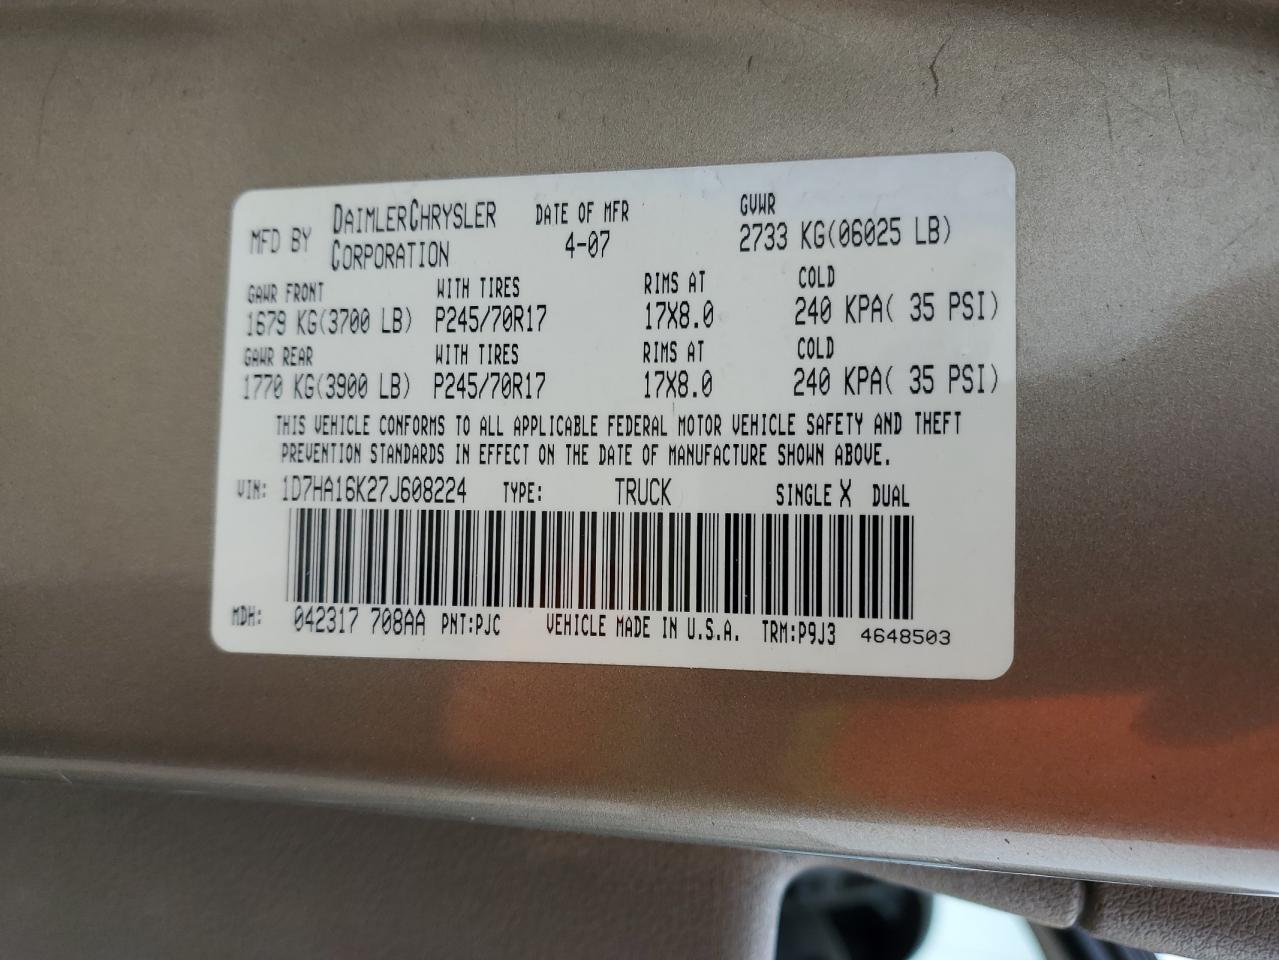 MFD BY DAIMLERCHRYSLER CORPORATION DATE OF MFR 4-07 GVWR 2733 KG(06025 LB)
GAWR FRONT WITH TIRES RIMS AT COLD
1679 KG(3700 LB) P245/70R17 17X8.0 240 KPA( 35 PSI)
GAWR REAR WITH TIRES RIMS AT COLD
1770 KG(3900 LB) P245/70R17 17X8.0 240 KPA( 35 PSI)
THIS VEHICLE CONFORMS TO ALL APPLICABLE FEDERAL MOTOR VEHICLE SAFETY AND THEFT
PREVENTION STANDARDS IN EFFECT ON THE DATE OF MANUFACTURE SHOWN ABOVE.
VIN: 1D7HA16K27J608224 TYPE: TRUCK SINGLE X DUAL
MDH: 042317 708AA PNT:PJC VEHICLE MADE IN U.S.A. TRM:P9J3 4648503